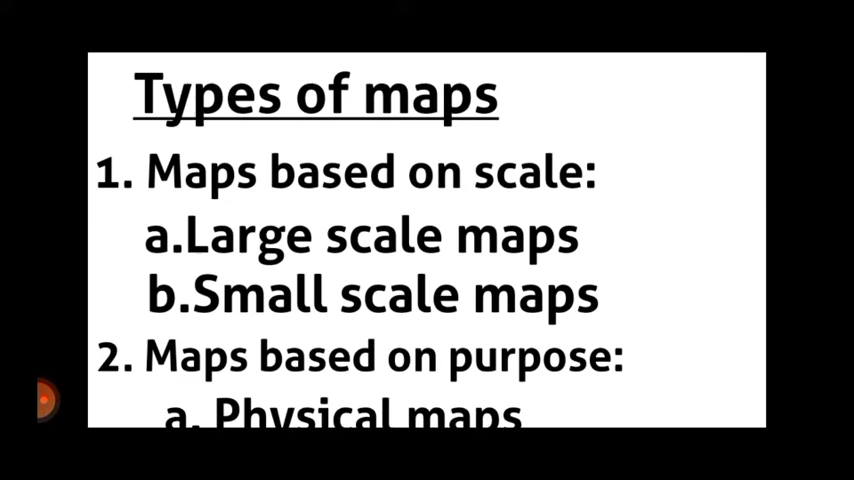 Types of maps
1. Maps based on scale:
a.Large scale maps
b.Small scale maps
2. Maps based on purpose:
a. Physical maps